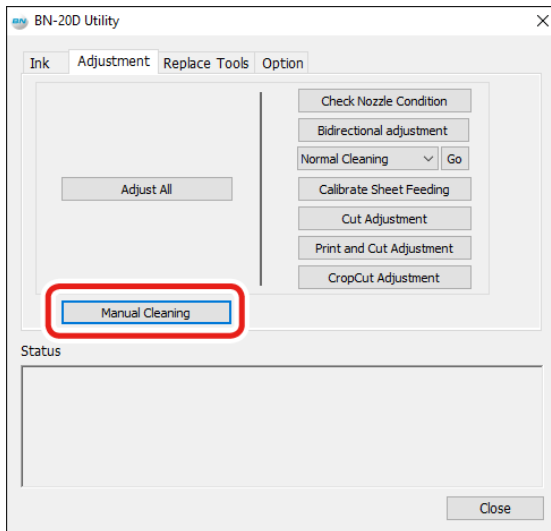 BN BN-20D Utility
Ink Adjustment Replace Tools Option
Check Nozzle Condition
Bidirectional adjustment
Normal Cleaning Go
Adjust All
Calibrate Sheet Feeding
Cut Adjustment
Print and Cut Adjustment
CropCut Adjustment
Manual Cleaning
Status
Close